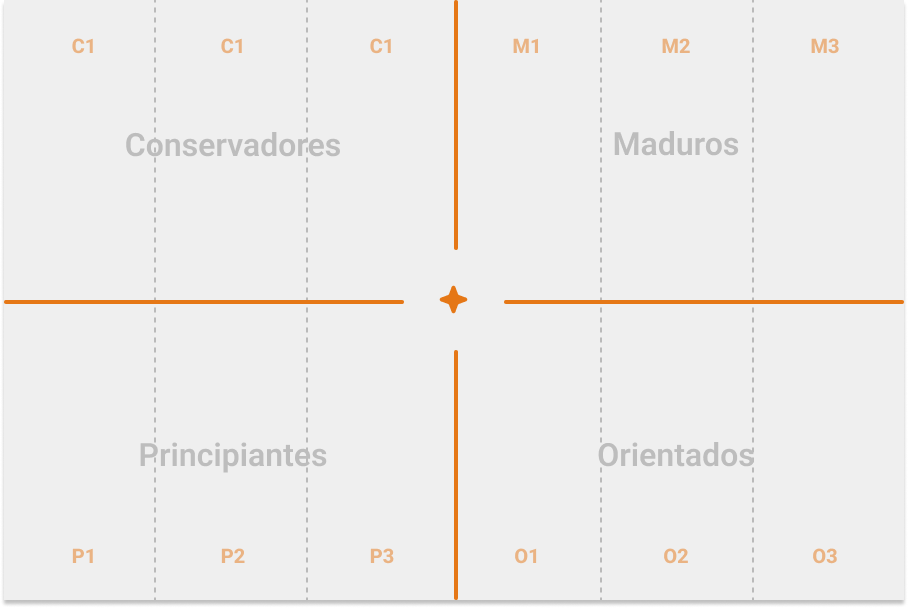 C1 C1 C1 M1 M2 M3
Conservadores Maduros
Principiantes Orientados
P1 P2 P3 O1 O2 O3